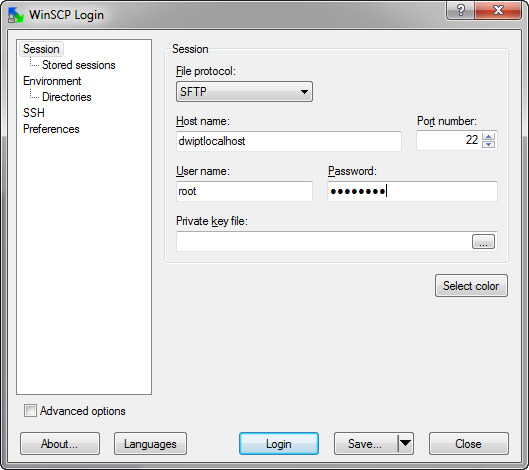 WinSCP Login
?
Session
Stored sessions
Environment
Directories
SSH
Preferences
Session
File protocol:
SFTP
Host name:
Port number:
dwiptlocalhost
22
User name:
Password:
root
●●●●●●●●
Private key file:
...
Select color
Advanced options
About...
Languages
Login
Save...
Close